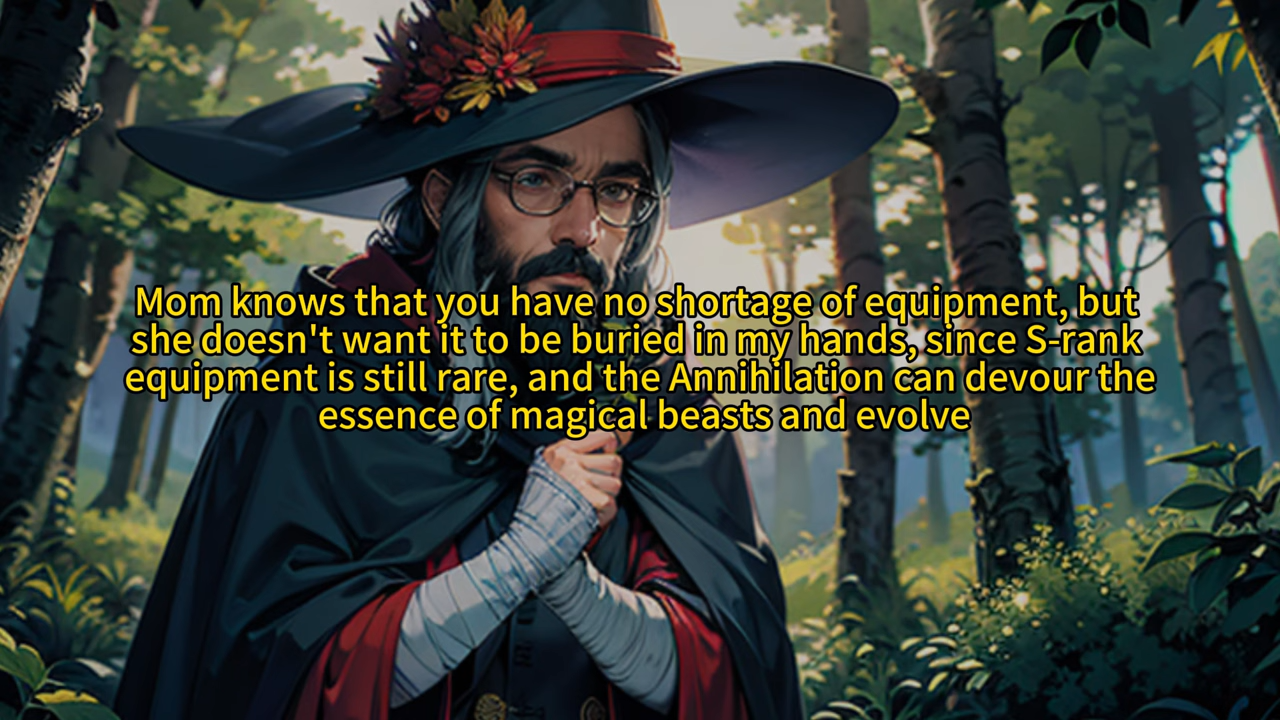 Mom knows that you have no shortage of equipment, but
she doesn't want it to be buried in my hands, since S-rank
equipment is still rare, and the Annihilation can devour the
essence of magical beasts and evolve